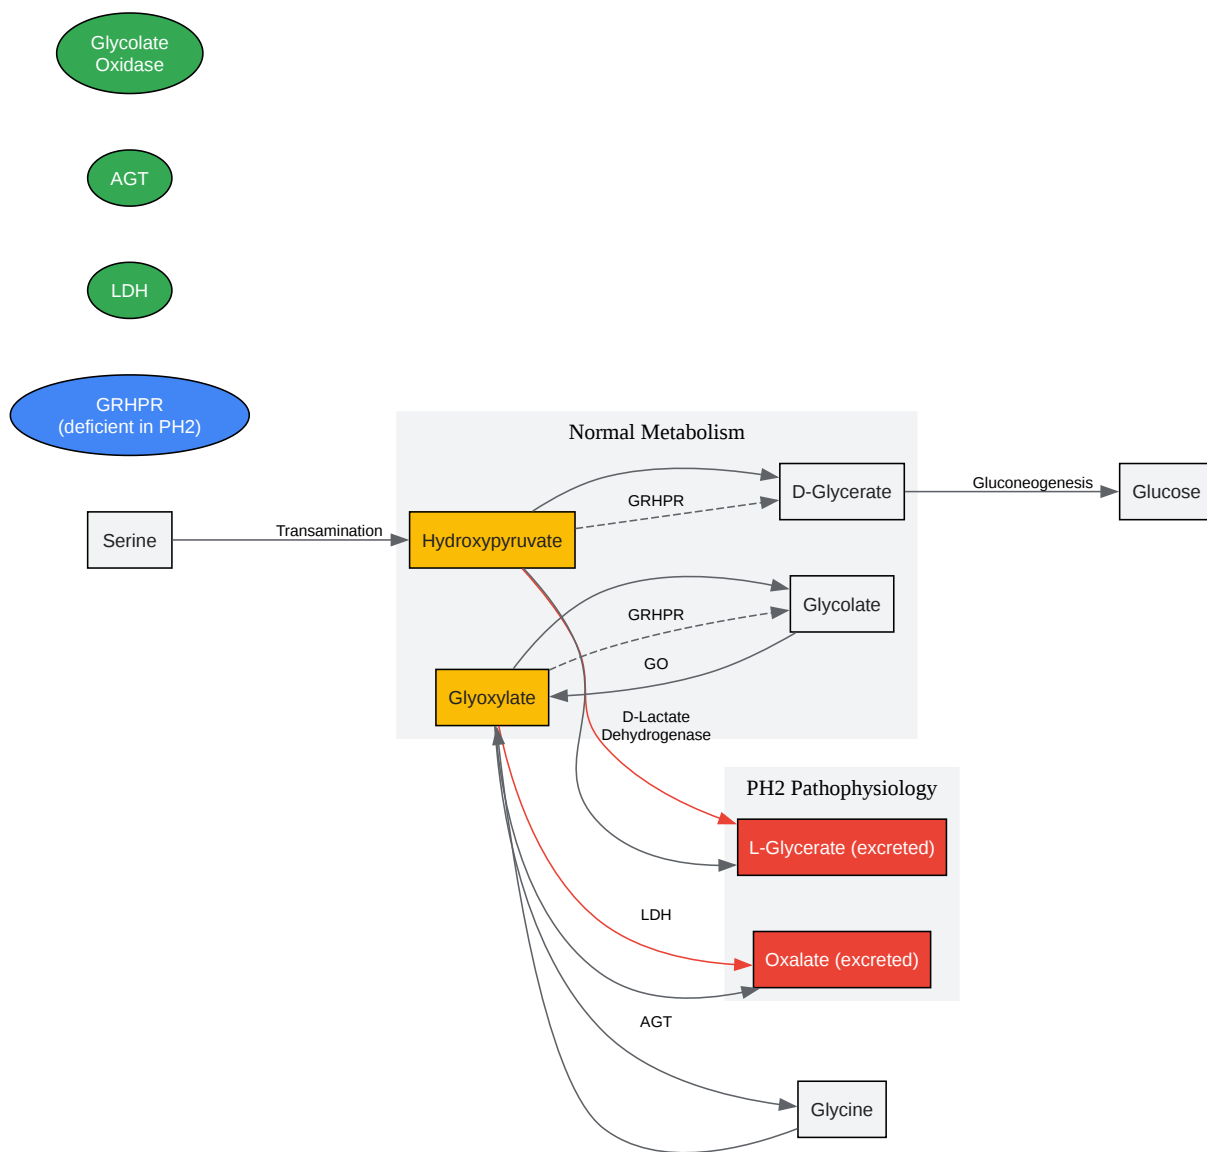 Glycolate
Oxidase
AGT
LDH
GRHPR
(deficient in PH2)
Normal Metabolism
D-Glycerate
Gluconeogenesis
Glucose
GRHPR
Serine
Transamination
Hydroxypyruvate
Glycolate
GRHPR
GO
Glyoxylate
D-Lactate
Dehydrogenase
PH2 Pathophysiology
L-Glycerate (excreted)
LDH
Oxalate (excreted)
AGT
Glycine